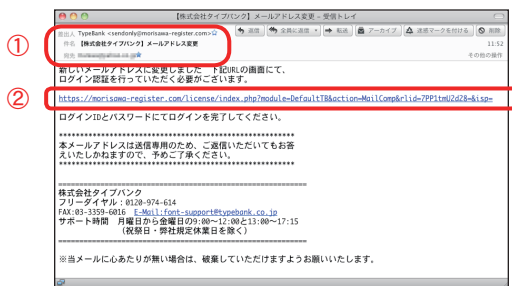 【株式会社タイプバンク】メールアドレス変更 – 受信トレイ
①
差出人 TypeBank <sendonly@morisawa-register.com>☆
返信 全員に返信 転送 アーカイブ 迷惑マークを付ける 削除
件名 【株式会社タイプバンク】メールアドレス変更
11:52
宛先
その他の操作
新しいメールアドレスに変更しました 下記URLの画面にて、
ログイン認証を行っていただく必要がございます。
②
https://morisawa-register.com/license/index.php?module=DefaultTB&action=MailComp&rlid=7PP1tmUZdZ8=&isp=
ログインIDとパスワードにてログインを完了してください。
****************************************************
本メールアドレスは送信専用のため、ご返信いただいてもお答
えいたしかねますので、予めご了承ください。
****************************************************
=======================================================
株式会社タイプバンク
フリーダイヤル：0120-974-614
FAX:03-3359-6016 E-Mail:font-support@typebank.co.jp
サポート時間 月曜日から金曜日の9:00～12:00と13:00～17:15
（祝祭日・弊社規定休業日を除く）
=======================================================
※当メールに心あたりが無い場合は、破棄していただけますようお願いいたします。